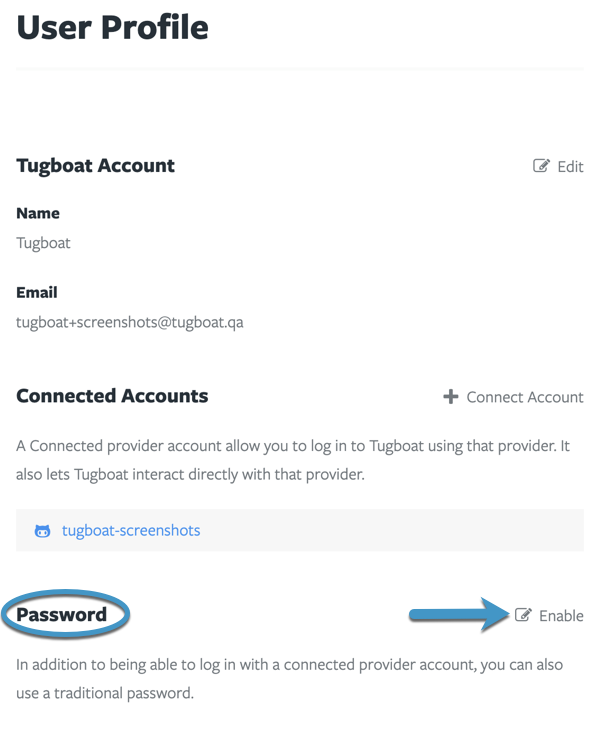 User Profile
Tugboat Account
Edit
Name
Tugboat
Email
tugboat+screenshots@tugboat.qa
Connected Accounts
Connect Account
A Connected provider account allow you to log in to Tugboat using that provider. It
also lets Tugboat interact directly with that provider.
tugboat-screenshots
Password
Enable
In addition to being able to log in with a connected provider account, you can also
use a traditional password.